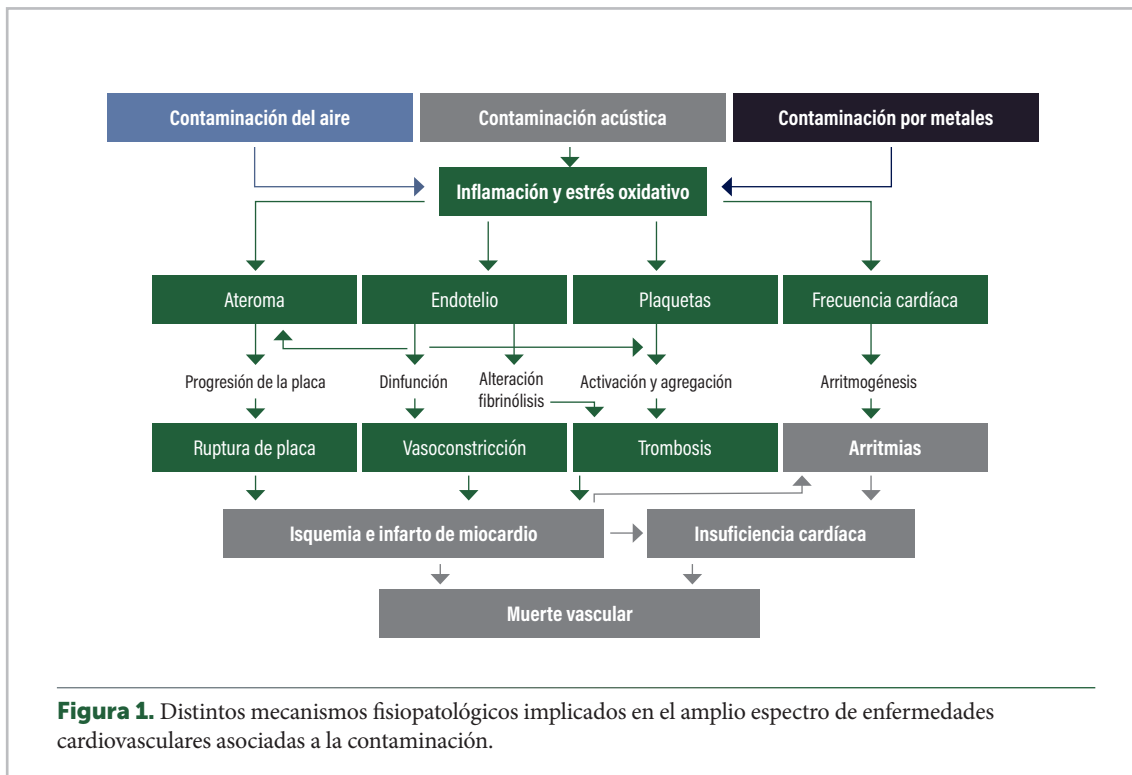 Contaminación del aire
Contaminación acústica
Contaminación por metales
Inflamación y estrés oxidativo
Ateroma
Endotelio
Plaquetas
Frecuencia cardíaca
Progresión de la placa
Dinfunción
Alteración
fibrinólisis
Activación y agregación
Arritmogénesis
Ruptura de placa
Vasoconstricción
Trombosis
Arritmias
Isquemia e infarto de miocardio
Insuficiencia cardíaca
Muerte vascular
Figura 1. Distintos mecanismos fisiopatológicos implicados en el amplio espectro de enfermedades
cardiovasculares asociadas a la contaminación.